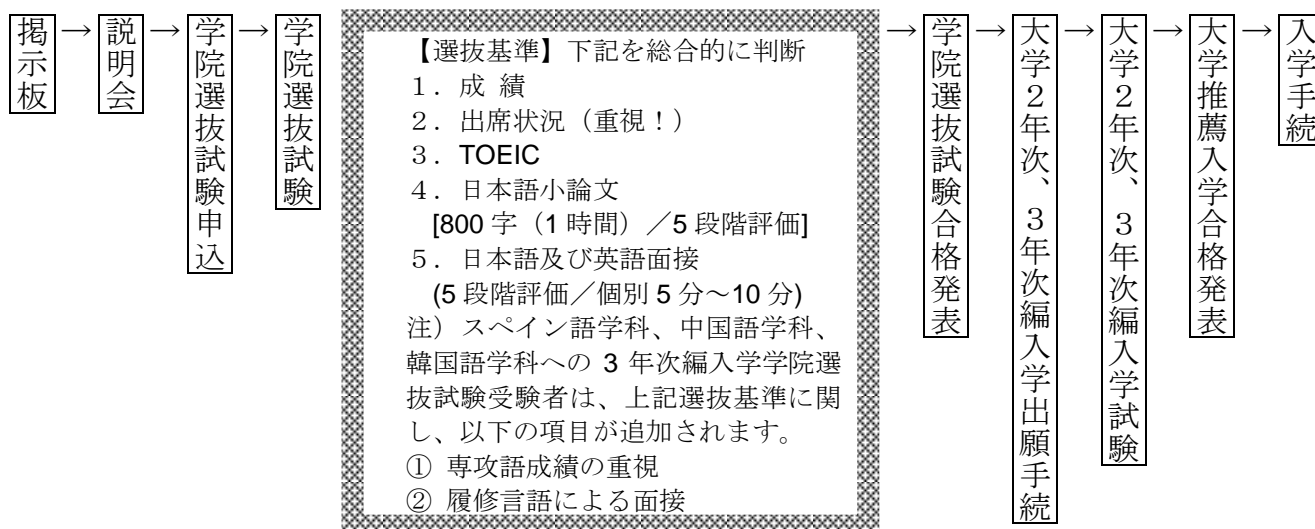 掲示板
→
説明会
→
学院選抜試験申込
→
学院選抜試験
【選抜基準】下記を総合的に判断
１．成 績
２．出席状況（重視！）
３．TOEIC
４．日本語小論文
[800 字（1 時間）／5 段階評価]
５．日本語及び英語面接
(5 段階評価／個別 5 分～10 分)
注）スペイン語学科、中国語学科、
韓国語学科への 3 年次編入学学院選
抜試験受験者は、上記選抜基準に関
し、以下の項目が追加されます。
① 専攻語成績の重視
② 履修言語による面接
→
学院選抜試験合格発表
→
大学２年次、３年次編入学出願手続
→
大学２年次、３年次編入学試験
→
大学推薦入学合格発表
→
入学手続